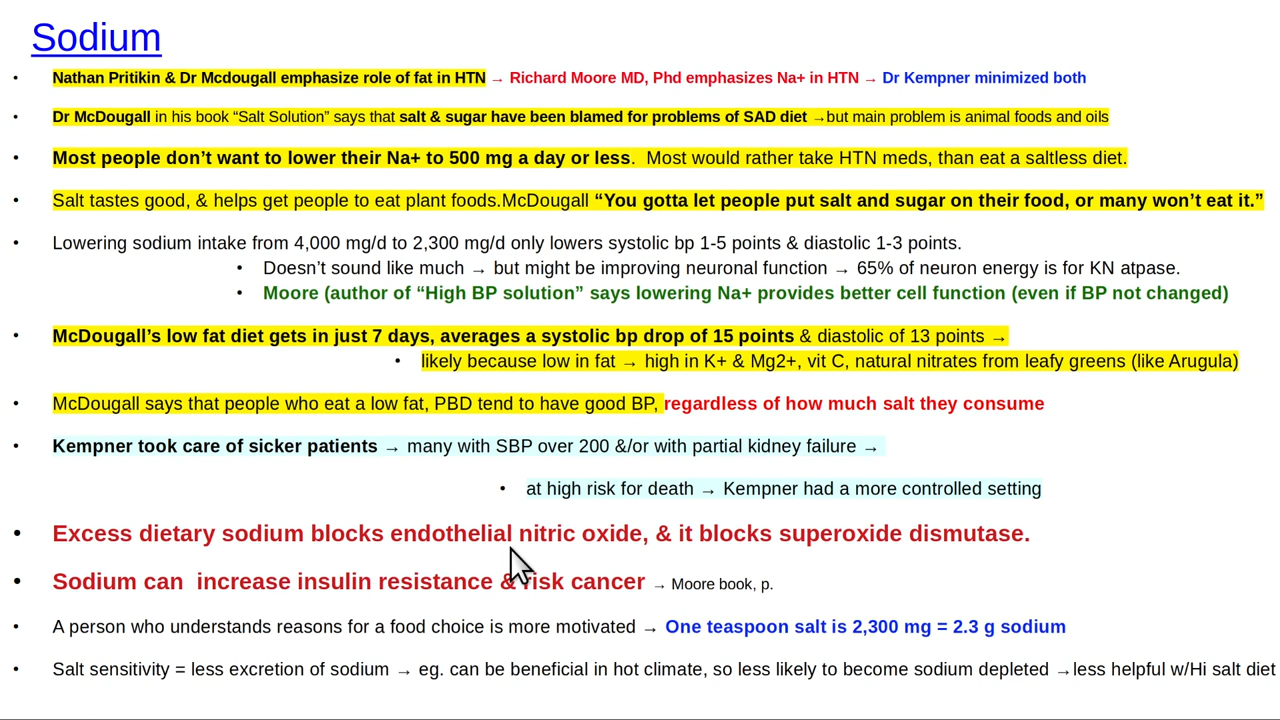 Sodium
• Nathan Pritikin & Dr Mcdougall emphasize role of fat in HTN → Richard Moore MD, Phd emphasizes Na+ in HTN → Dr Kempner minimized both
• Dr McDougall in his book “Salt Solution” says that salt & sugar have been blamed for problems of SAD diet →but main problem is animal foods and oils
• Most people don’t want to lower their Na+ to 500 mg a day or less.  Most would rather take HTN meds, than eat a saltless diet.
• Salt tastes good, & helps get people to eat plant foods.McDougall “You gotta let people put salt and sugar on their food, or many won’t eat it.”
• Lowering sodium intake from 4,000 mg/d to 2,300 mg/d only lowers systolic bp 1-5 points & diastolic 1-3 points.
• Doesn’t sound like much → but might be improving neuronal function → 65% of neuron energy is for KN atpase.
• Moore (author of “High BP solution” says lowering Na+ provides better cell function (even if BP not changed)
• McDougall’s low fat diet gets in just 7 days, averages a systolic bp drop of 15 points & diastolic of 13 points →
• likely because low in fat → high in K+ & Mg2+, vit C, natural nitrates from leafy greens (like Arugula)
• McDougall says that people who eat a low fat, PBD tend to have good BP, regardless of how much salt they consume
• Kempner took care of sicker patients → many with SBP over 200 &/or with partial kidney failure →
• at high risk for death → Kempner had a more controlled setting
• Excess dietary sodium blocks endothelial nitric oxide, & it blocks superoxide dismutase.
• Sodium can  increase insulin resistance & risk cancer → Moore book, p.
• A person who understands reasons for a food choice is more motivated → One teaspoon salt is 2,300 mg = 2.3 g sodium
• Salt sensitivity = less excretion of sodium → eg. can be beneficial in hot climate, so less likely to become sodium depleted →less helpful w/Hi salt diet